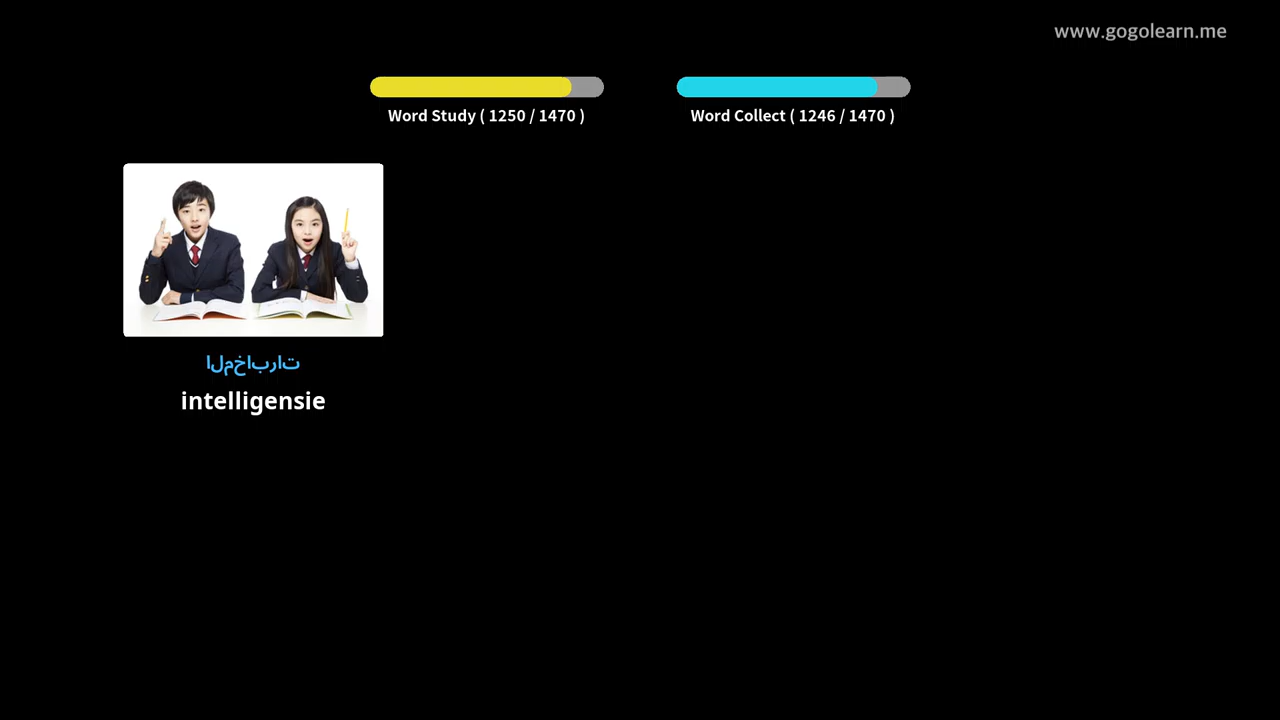 www.gogolearn.me
Word Study ( 1250 / 1470 )
Word Collect ( 1246 / 1470 )
المخابرات
intelligensie